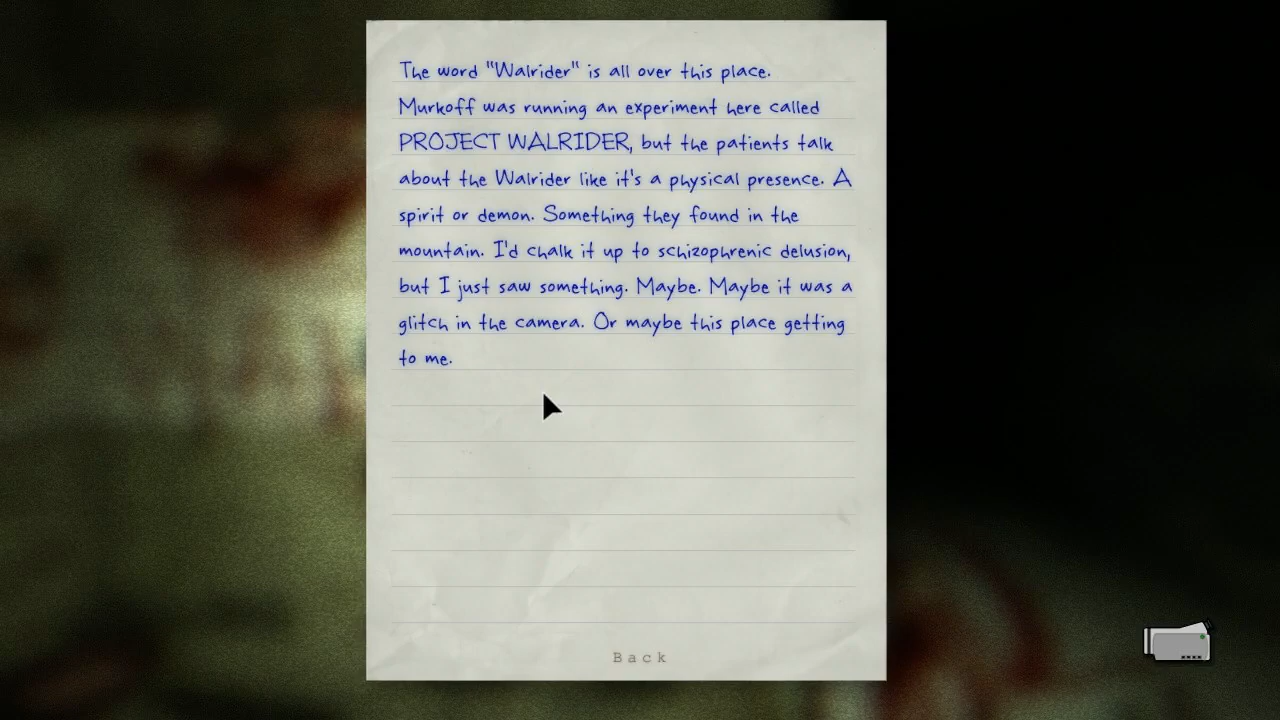 The word "Walrider" is all over this place.
Murkoff was running an experiment here called
PROJECT WALRIDER, but the patients talk
about the Walrider like it's a physical presence. A
spirit or demon. Something they found in the
mountain. I'd chalk it up to schizophrenic delusion,
but I just saw something. Maybe. Maybe it was a
glitch in the camera. Or maybe this place getting
to me.
Back